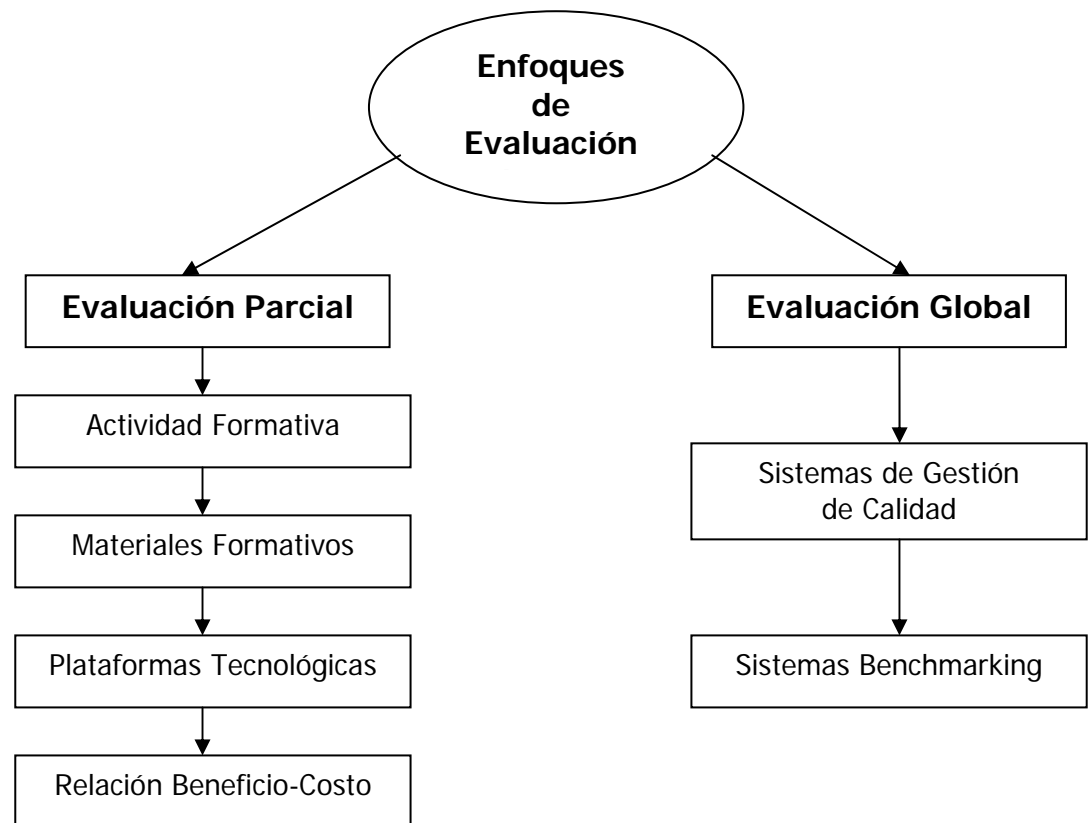 Enfoques
de
Evaluación
Evaluación Parcial
Actividad Formativa
Materiales Formativos
Plataformas Tecnológicas
Relación Beneficio-Costo
Evaluación Global
Sistemas de Gestión
de Calidad
Sistemas Benchmarking